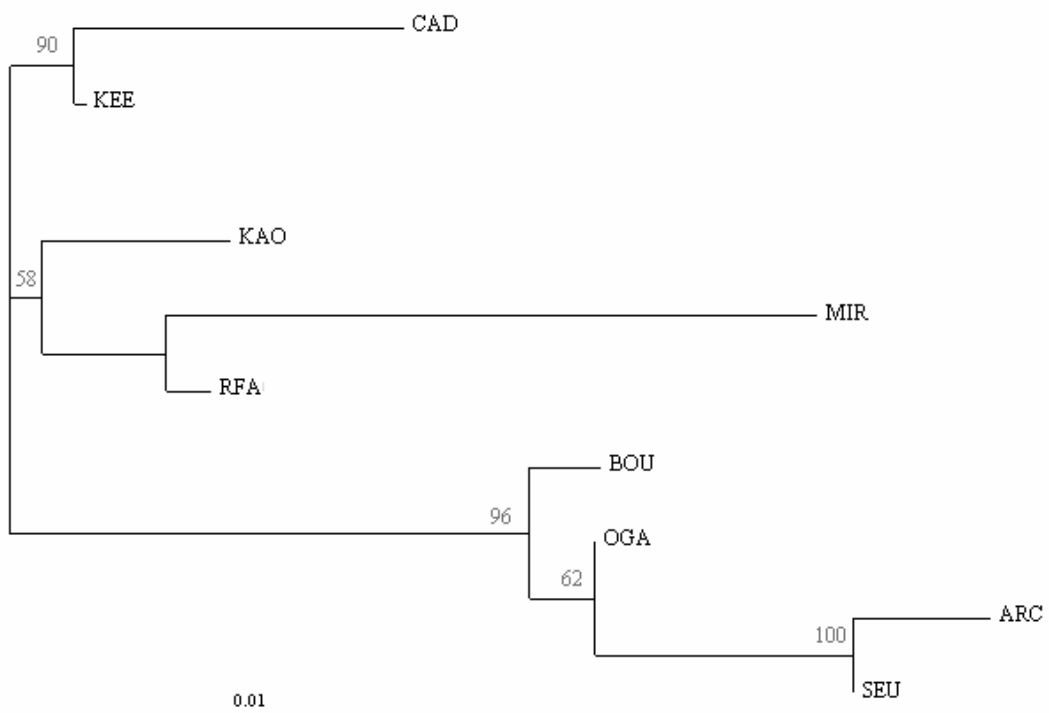 CAD
90
KEE
KAO
58
MIR
RFA
BOU
96
OGA
62
ARC
100
SEU
0.01